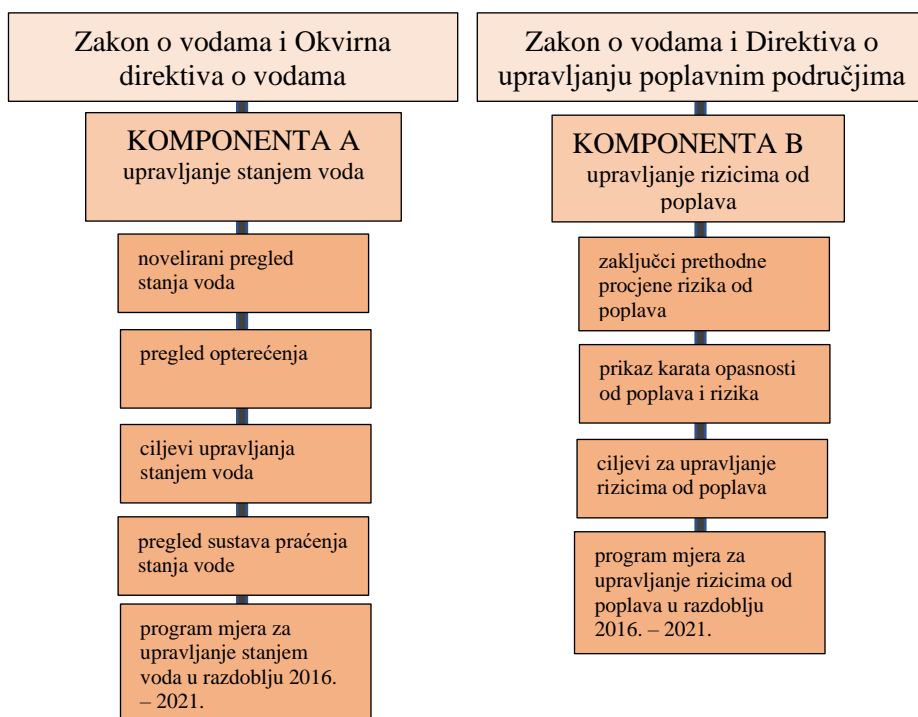 Zakon o vodama i Okvirna
direktiva o vodama
KOMPONENTA A
upravljanje stanjem voda
novelirani pregled
stanja voda
pregled opterećenja
ciljevi upravljanja
stanjem voda
pregled sustava praćenja
stanja vode
program mjera za
upravljanje stanjem
voda u razdoblju 2016.
– 2021.
Zakon o vodama i Direktiva o
upravljanju poplavnim područjima
KOMPONENTA B
upravljanje rizicima od
poplava
zaključci prethodne
procjene rizika od
poplava
prikaz karata opasnosti
od poplava i rizika
ciljevi za upravljanje
rizicima od poplava
program mjera za
upravljanje rizicima od
poplava u razdoblju
2016. – 2021.